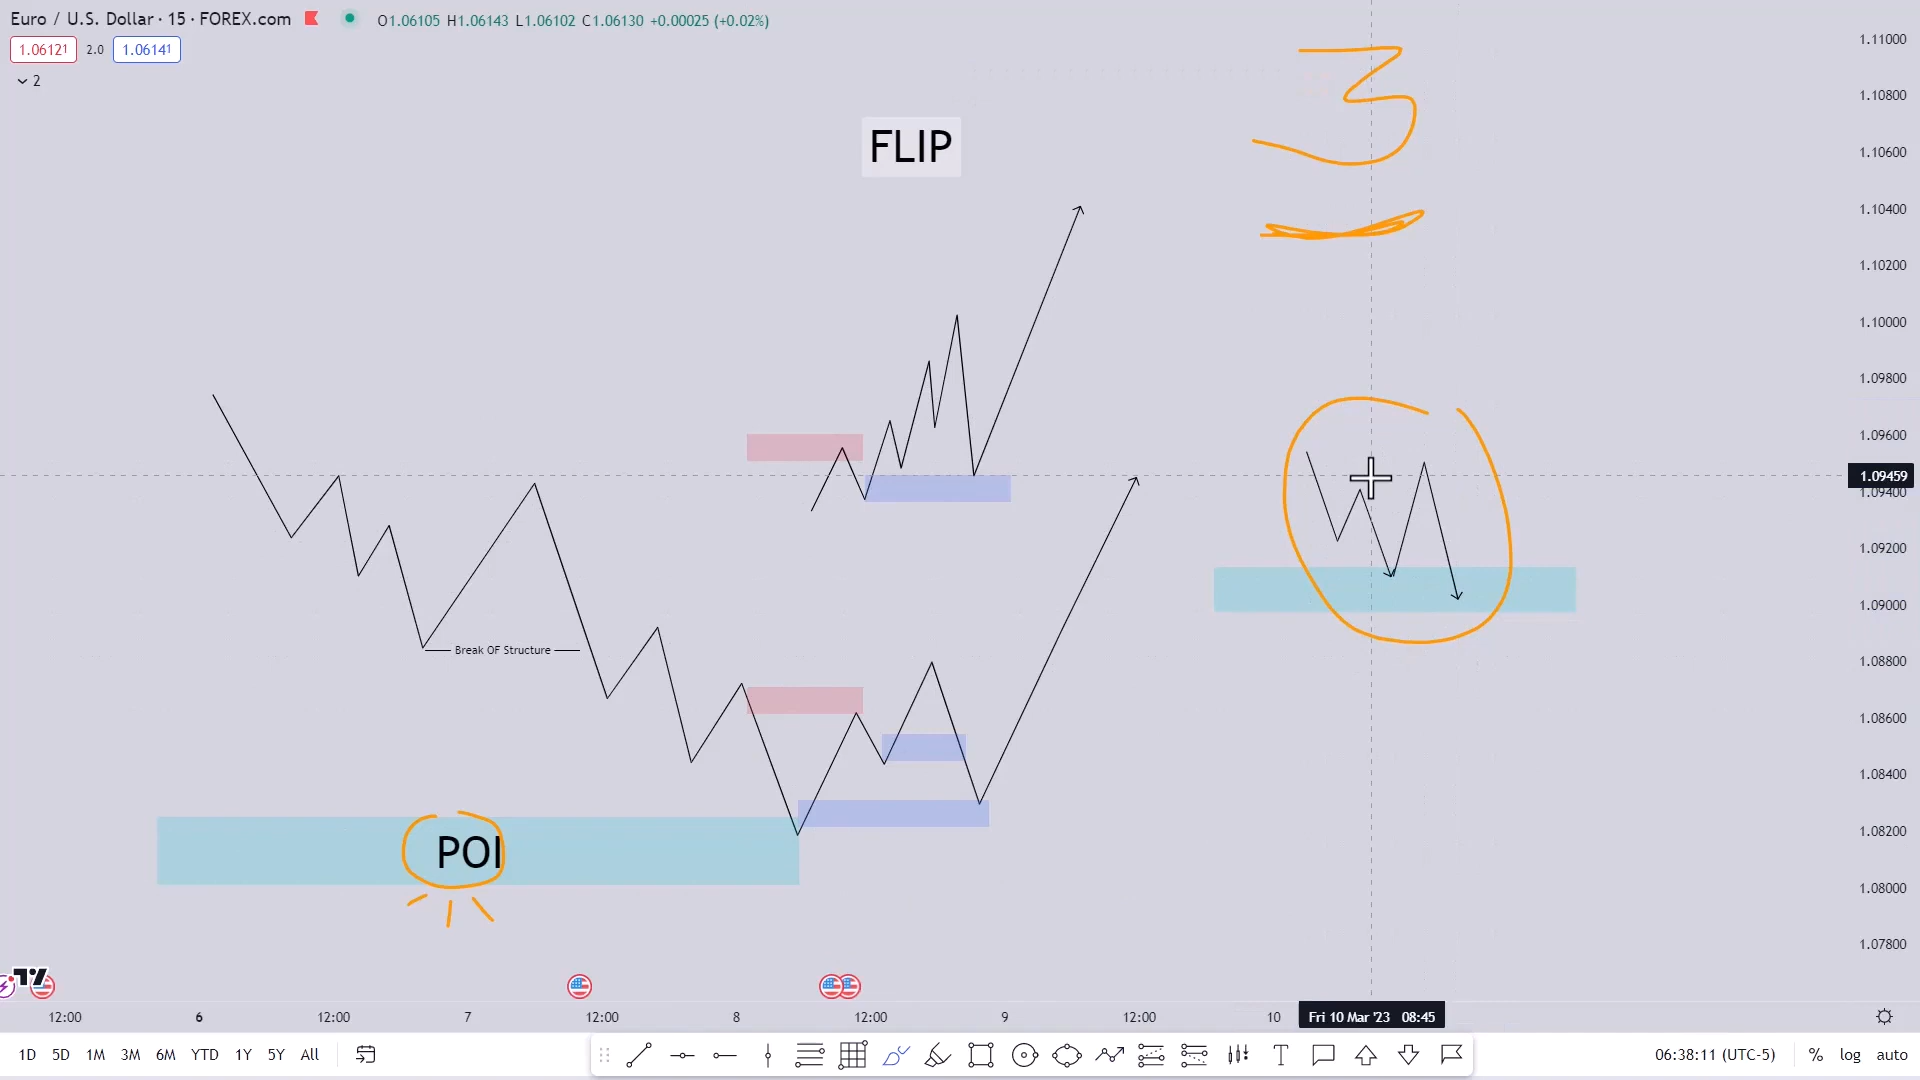 Euro / U.S. Dollar · 15 · FOREX.com O1.06105 H1.06143 L1.06102 C1.06130 +0.00025 (+0.02%)
1.06121 2.0 1.06141
2
3
FLIP
Break OF Structure
POI
1.11000
1.10800
1.10600
1.10400
1.10200
1.10000
1.09800
1.09600
1.09459
1.09400
1.09200
1.09000
1.08800
1.08600
1.08400
1.08200
1.08000
1.07800
12:00 6 12:00 7 12:00 8 12:00 9 12:00 10 Fri 10 Mar '23 08:45
1D 5D 1M 3M 6M YTD 1Y 5Y All 06:38:11 (UTC-5) % log auto